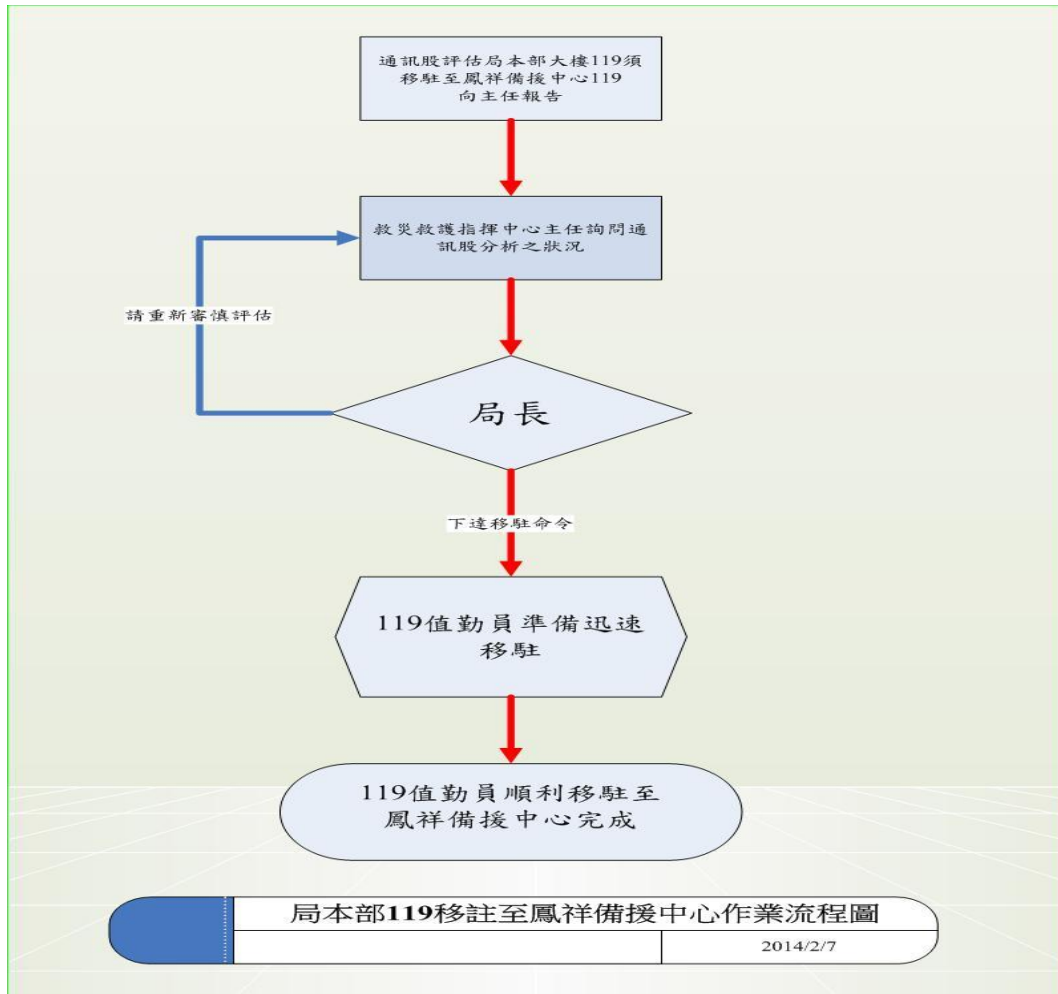 通訊股評估局本部大樓119須
移駐至鳳祥備援中心119
向主任報告
救災救護指揮中心主任詢問通
訊股分析之狀況
請重新審慎評估
局長
下達移駐命令
119值勤員準備迅速
移駐
119值勤員順利移駐至
鳳祥備援中心完成
局本部119移註至鳳祥備援中心作業流程圖
2014/2/7